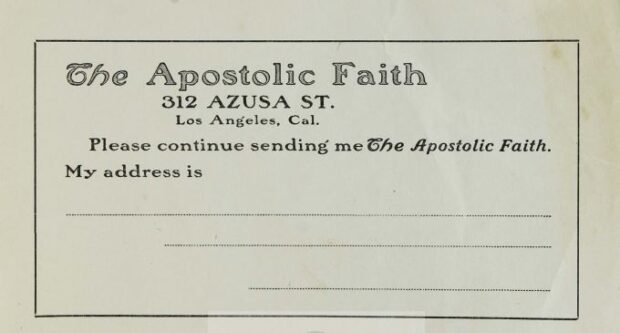 The Apostolic Faith
312 AZUSA ST.
Los Angeles, Cal.
Please continue sending me The Apostolic Faith.
My address is